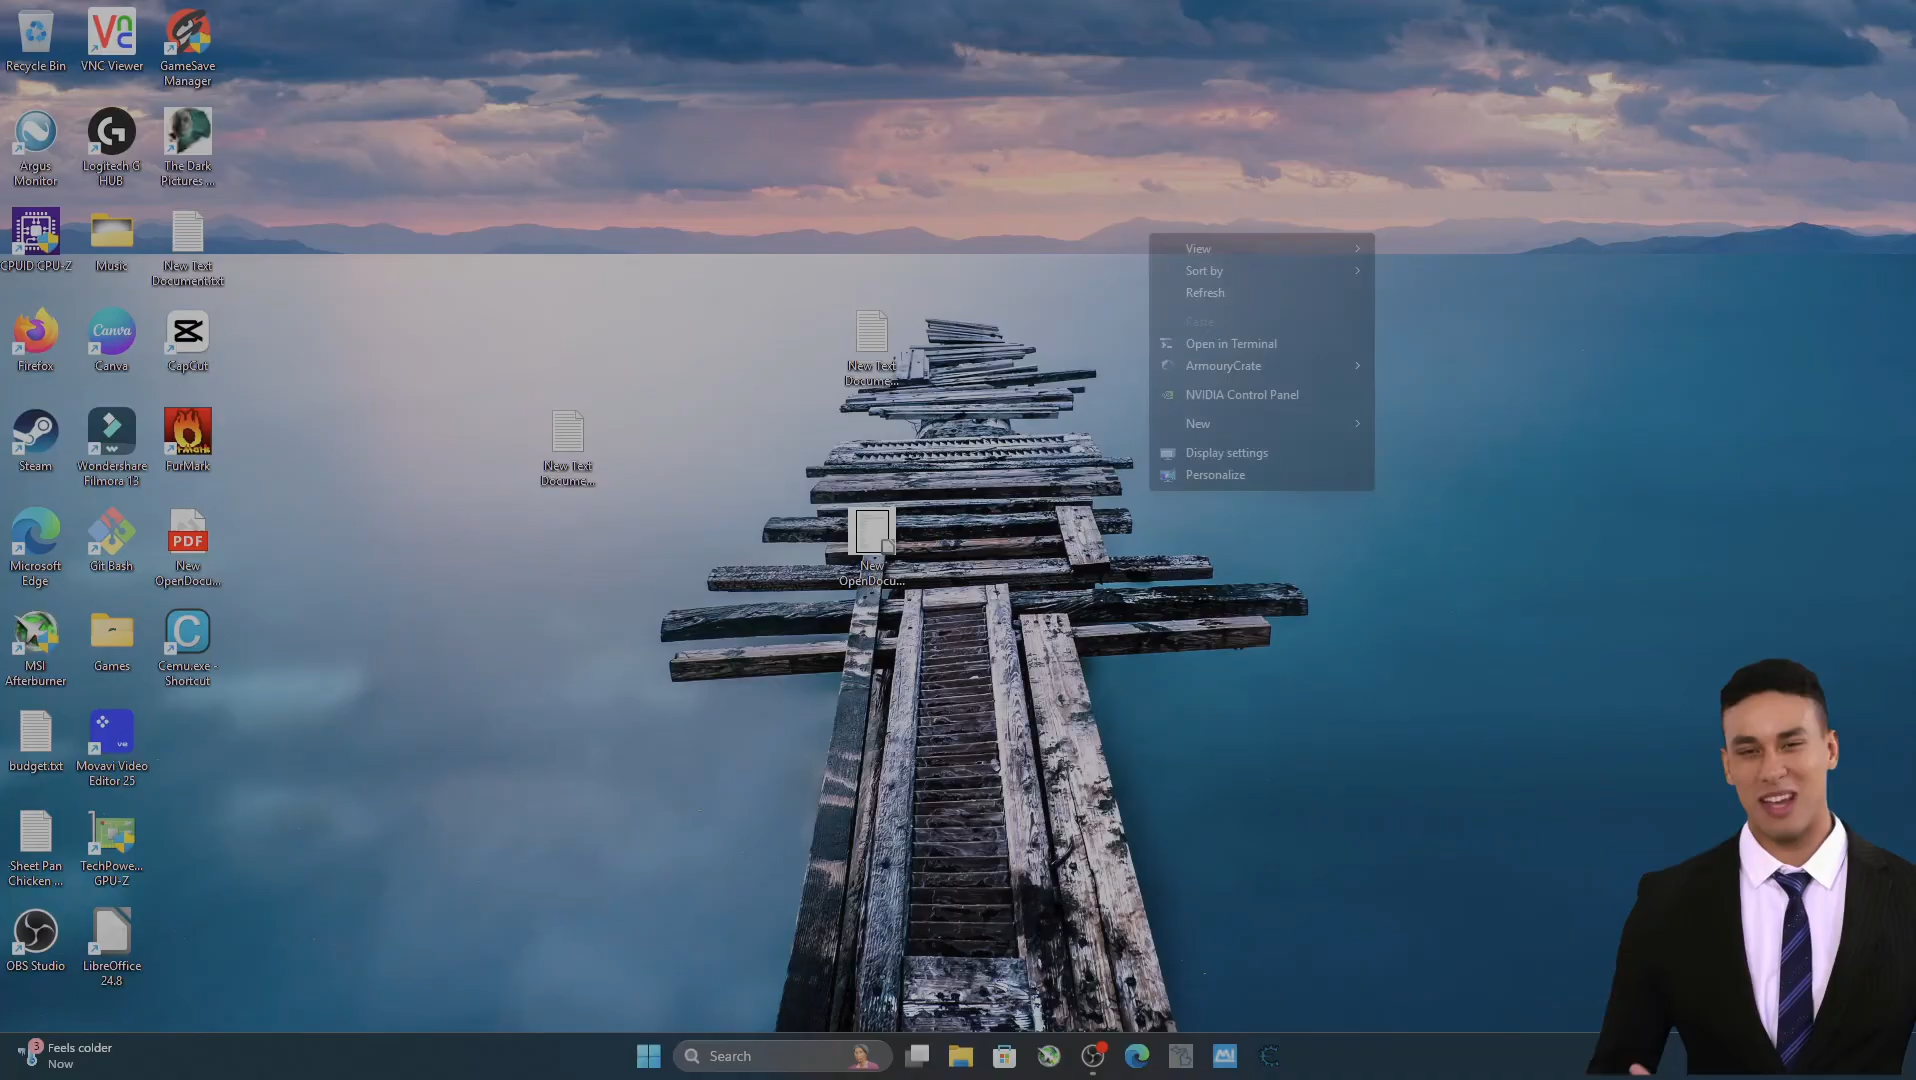 Recycle Bin
VNC Viewer
GameSave
Manager
Argus
Monitor
Logitech G
HUB
The Dark
Pictures ...
CPUID CPU-Z
Music
New Text
Document.txt
Firefox
Canva
Canva
CapCut
Steam
Wondershare
Filmora 13
FurMark
Microsoft
Edge
Git Bash
PDF
New
OpenDocu...
MSI
Afterburner
Games
Cemu.exe -
Shortcut
budget.txt
Movavi Video
Editor 25
Sheet Pan
Chicken ...
TechPowe...
GPU-Z
OBS Studio
LibreOffice
24.8
New Text
Docume...
New Text
Docume...
New
OpenDocu...
View
Sort by
Refresh
Paste
Open in Terminal
ArmouryCrate
NVIDIA Control Panel
New
Display settings
Personalize
3
Feels colder
Now
Search